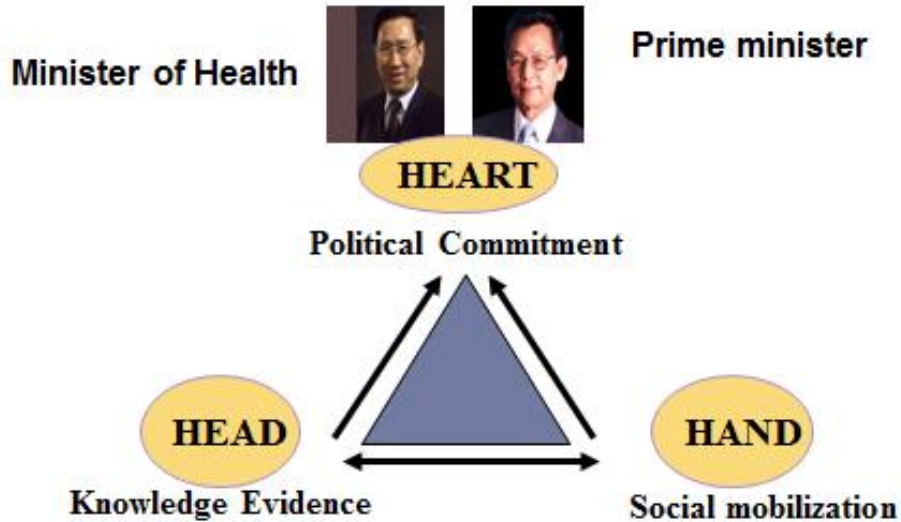 Minister of Health
Prime minister
HEART
Political Commitment
HEAD
HAND
Knowledge Evidence
Social mobilization